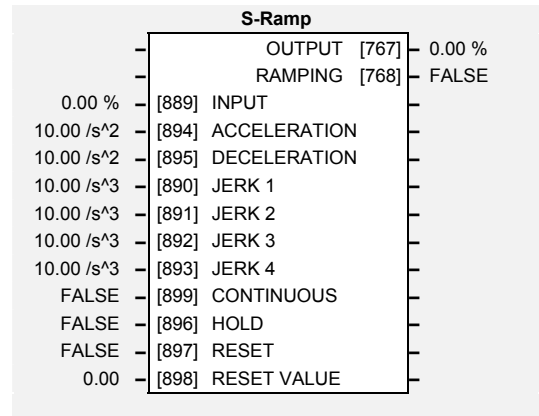 S-Ramp
OUTPUT [767] – 0.00 %
RAMPING [768] – FALSE
0.00 % – [889] INPUT
10.00 /s^2 – [894] ACCELERATION
10.00 /s^2 – [895] DECELERATION
10.00 /s^3 – [890] JERK 1
10.00 /s^3 – [891] JERK 2
10.00 /s^3 – [892] JERK 3
10.00 /s^3 – [893] JERK 4
FALSE – [899] CONTINUOUS
FALSE – [896] HOLD
FALSE – [897] RESET
0.00 – [898] RESET VALUE